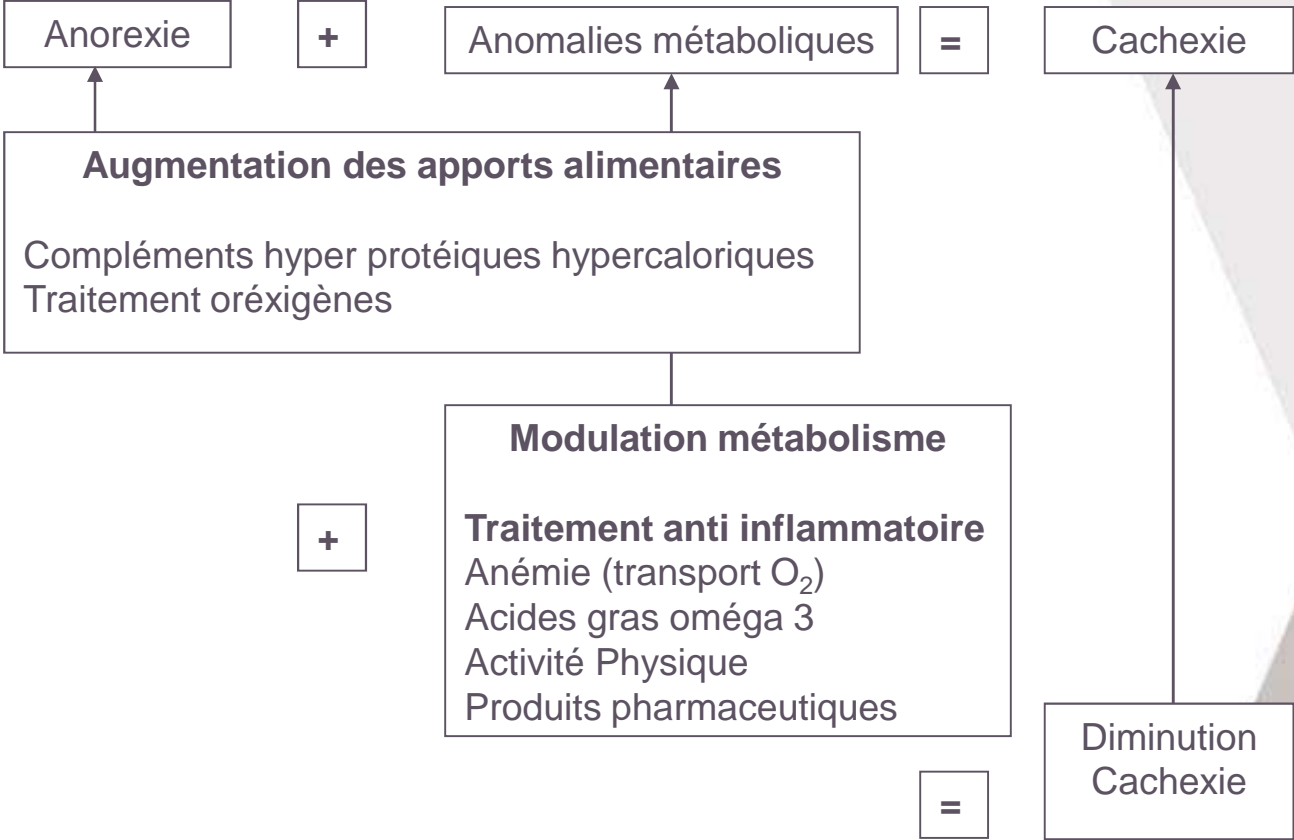 Anorexie + Anomalies métaboliques = Cachexie
Augmentation des apports alimentaires
Compléments hyper protéiques hypercaloriques
Traitement oréxigènes
+
Modulation métabolisme
Traitement anti inflammatoire
Anémie (transport O₂)
Acides gras oméga 3
Activité Physique
Produits pharmaceutiques
=
Diminution
Cachexie